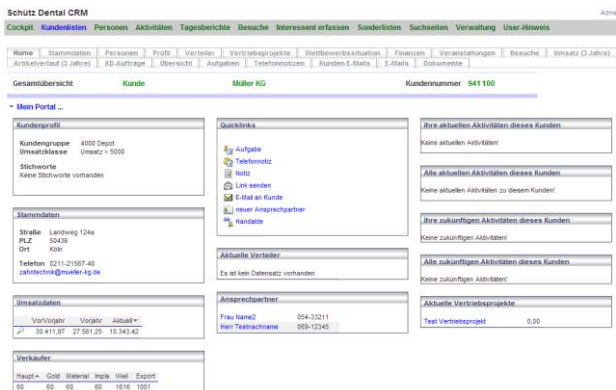 Schütz Dental CRM
Cockpit Kundenlisten Personen Aktivitäten Tagesberichte Besuche Interessent erfassen Sonderlisten Suchseiten Verwaltung User-Hinweis
Home Stammdaten Personen Profil Verteiler Vertriebsprojekte Wettbewerbssituation Finanzen Veranstaltungen Besuche Umsatz (3 Jahre)
Artikelverlauf (3 Jahre) KD-Aufträge Übersicht Aufgaben Telefonnotizen Kunden E-Mails E-Mails Dokumente
Gesamtübersicht Kunde Müller KG Kundennummer 941100
Mein Portal ...
Kundenprofil
Kundengruppe 4000 Depot
Umsatzklasse Umsatz > 5000
Stichworte
Keine Stichworte vorhanden
Stammdaten
Straße Landweg 124a
PLZ 50436
Ort Köln
Telefon 0211-21567-40
zahntechnik@mueller-kg.de
Umsatzdaten
VorVorjahr Vorjahr Aktuell
30.411,97 27.561,25 10.343,42
Verkäufer
Haupt Gold Material Impla Weil Export
60 60 60 60 1616 1001
Quicklinks
Aufgabe
Telefonnotiz
Notiz
Link senden
E-Mail an Kunde
neuer Ansprechpartner
Handakte
Aktuelle Verteiler
Es ist kein Datensatz vorhanden
Ansprechpartner
Frau Name2 054-33211
Herr Testnachname 069-12345
Ihre aktuellen Aktivitäten dieses Kunden
Keine aktuellen Aktivitäten!
Alle aktuellen Aktivitäten dieses Kunden
Keine aktuellen Aktivitäten zu diesem Kunden!
Ihre zukünftigen Aktivitäten dieses Kunden
Keine zukünftigen Aktivitäten!
Alle zukünftigen Aktivitäten dieses Kunden
Keine zukünftigen Aktivitäten!
Aktuelle Vertriebsprojekte
Test Vertriebsprojekt 0,00